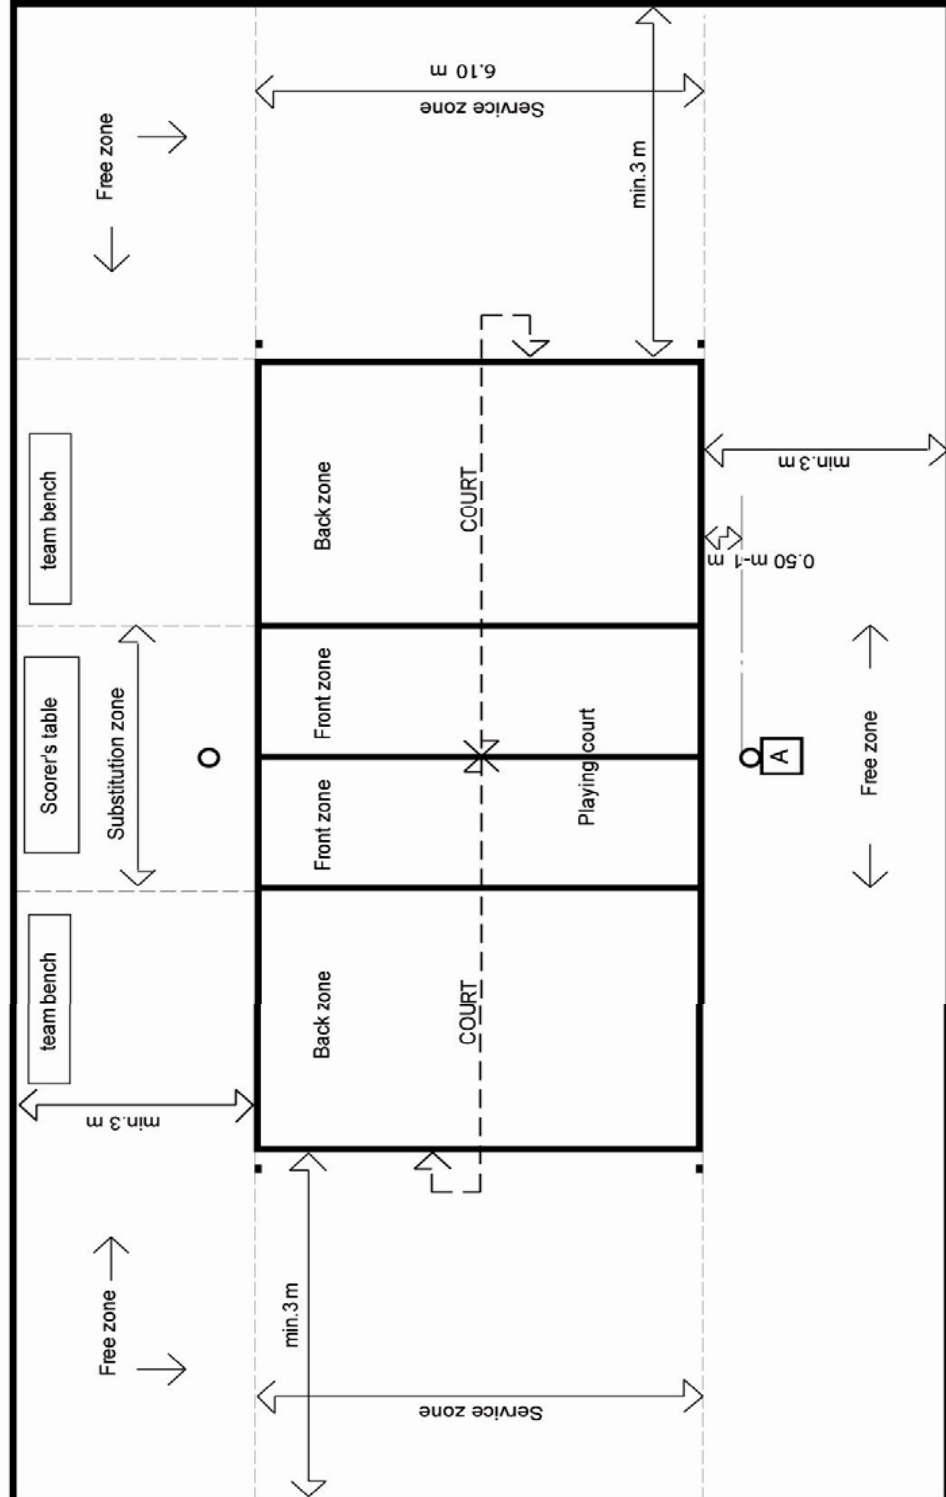 6.10 m
Service zone
Free zone
min.3 m
team bench
Back zone
COURT
min.3 m
0.50 m-1 m
Scorer's table
Substitution zone
Front zone
Front zone
Playing court
A
Free zone
team bench
Back zone
COURT
min.3 m
Free zone
min.3 m
Service zone